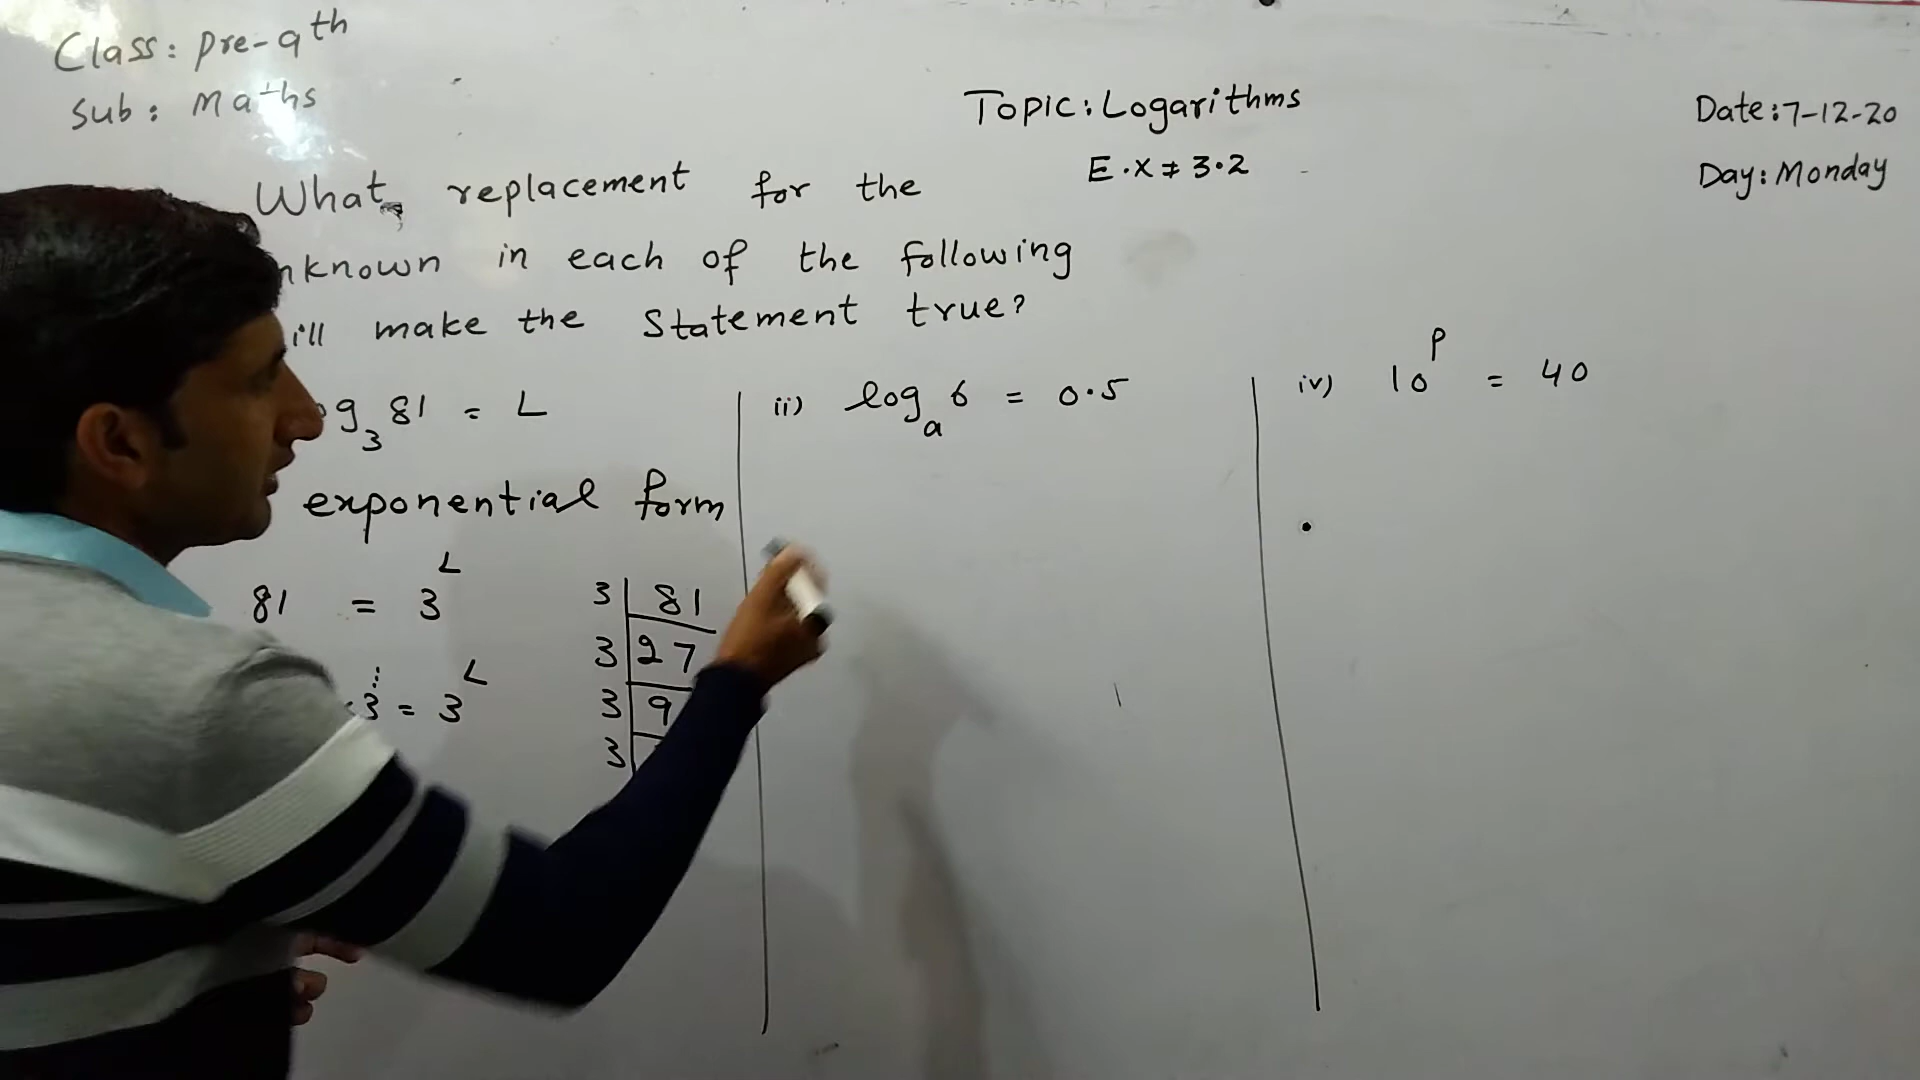 Class: Pre-9th
Sub: Maths
Topic: Logarithms
E.X # 3.2
Date: 7-12-20
Day: Monday
What replacement for the
nknown in each of the following
ill make the Statement true?
og₃ 81 = L
exponential form
81 = 3^L
3 = 3^L
3 | 81
3 | 27
3 | 9
3
ii) logₐ 6 = 0.5
iv) 10^P = 40